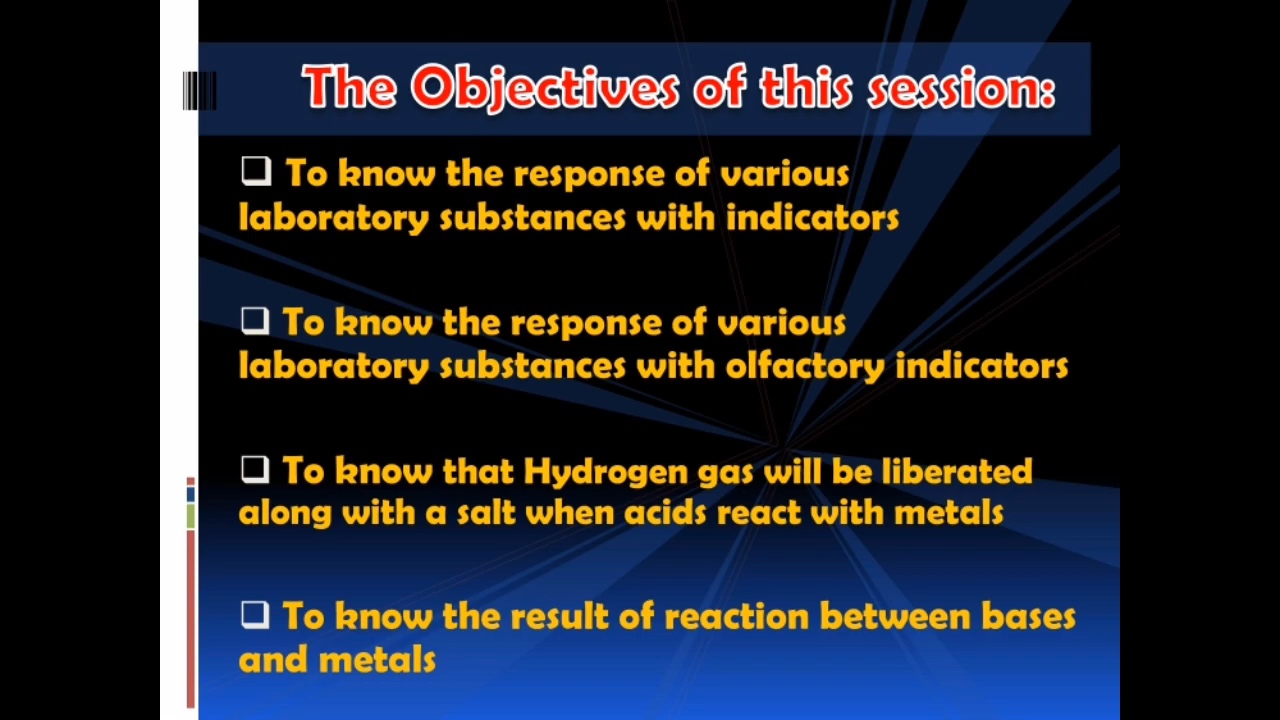 The Objectives of this session:
❑ To know the response of various
laboratory substances with indicators
❑ To know the response of various
laboratory substances with olfactory indicators
❑ To know that Hydrogen gas will be liberated
along with a salt when acids react with metals
❑ To know the result of reaction between bases
and metals